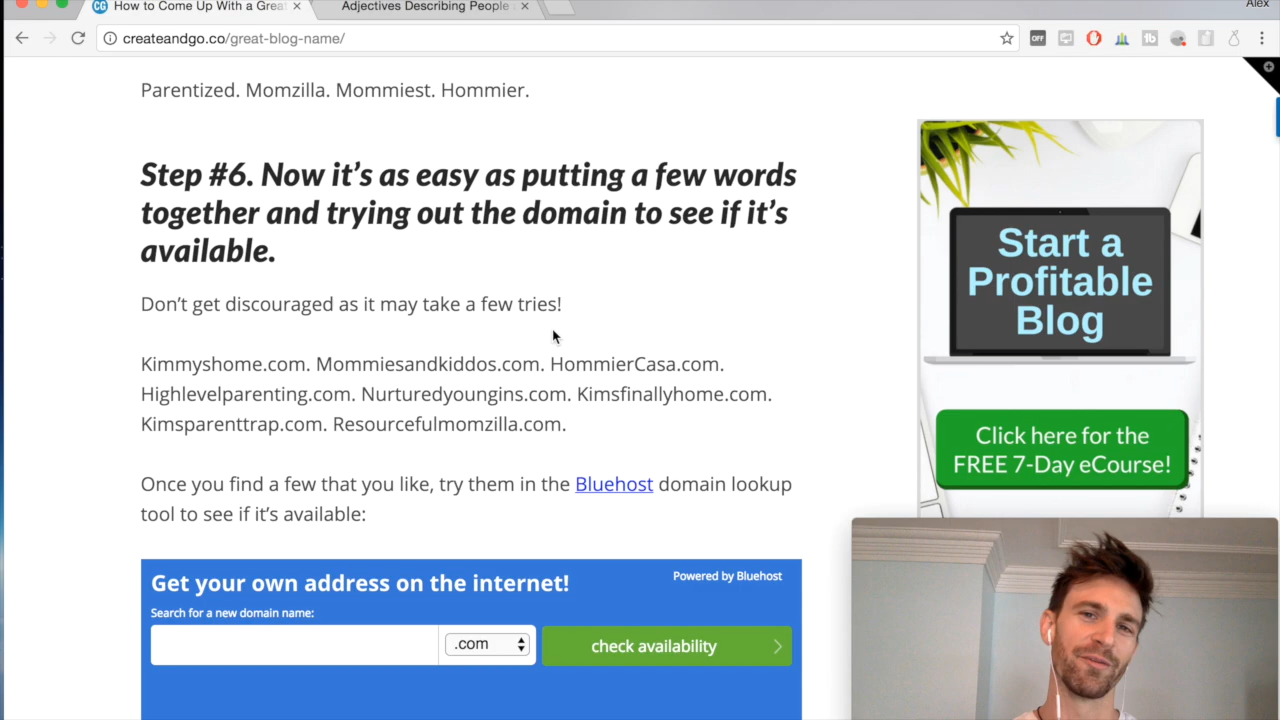 Alex
How to Come Up With a Great
Adjectives Describing People
createandgo.co/great-blog-name/
OFF
Parentized. Momzilla. Mommiest. Hommier.
Step #6. Now it's as easy as putting a few words
together and trying out the domain to see if it's
available.
Don't get discouraged as it may take a few tries!
Kimmyshome.com. Mommiesandkiddos.com. HommierCasa.com.
Highlevelparenting.com. Nurturedyoungins.com. Kimsfinallyhome.com.
Kimsparenttrap.com. Resourcefulmomzilla.com.
Once you find a few that you like, try them in the Bluehost domain lookup
tool to see if it's available:
Get your own address on the internet!
Powered by Bluehost
Search for a new domain name:
.com
check availability
Start a
Profitable
Blog
Click here for the
FREE 7-Day eCourse!